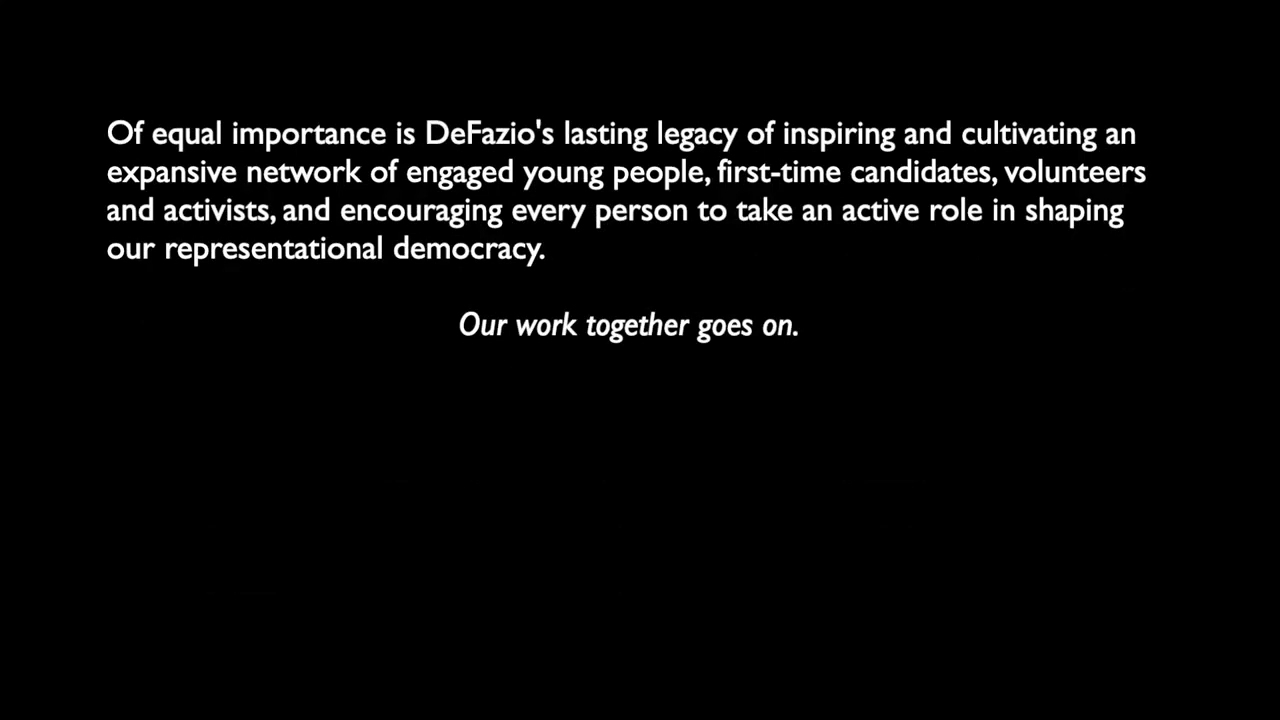 Of equal importance is DeFazio's lasting legacy of inspiring and cultivating an
expansive network of engaged young people, first-time candidates, volunteers
and activists, and encouraging every person to take an active role in shaping
our representational democracy.
Our work together goes on.